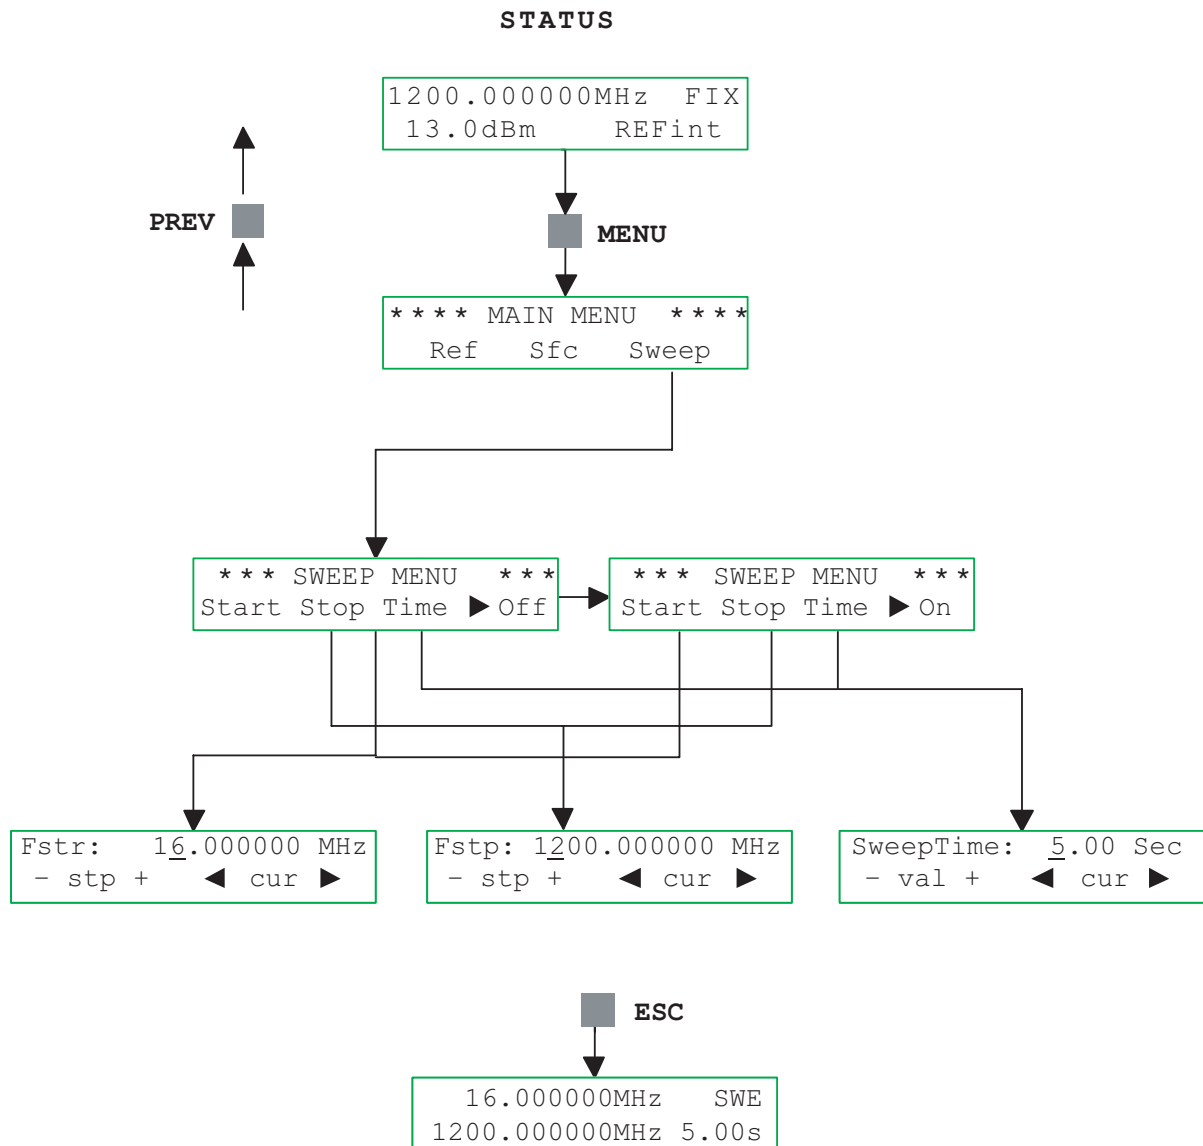 STATUS
1200.000000MHz FIX
13.0dBm REFint
PREV
MENU
**** MAIN MENU ****
Ref Sfc Sweep
*** SWEEP MENU ***
Start Stop Time ▶ Off
*** SWEEP MENU ***
Start Stop Time ▶ On
Fstr: 16.000000 MHz
- stp + ◀ cur ▶
Fstp: 1200.000000 MHz
- stp + ◀ cur ▶
SweepTime: 5.00 Sec
- val + ◀ cur ▶
ESC
16.000000MHz SWE
1200.000000MHz 5.00s